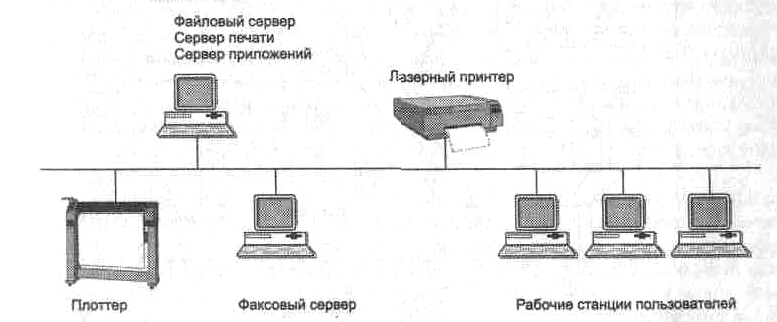 Файловый сервер
Сервер печати
Сервер приложений
Лазерный принтер
Плоттер
Факсовый сервер
Рабочие станции пользователей